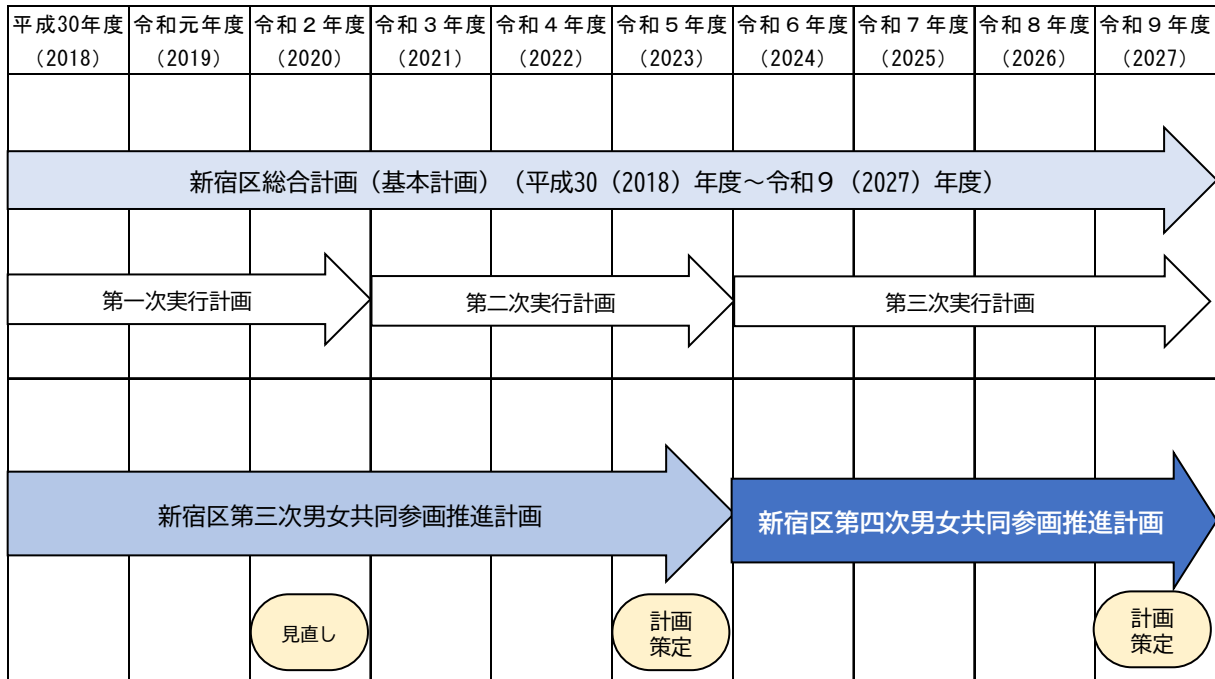 平成30年度 令和元年度 令和２年度 令和３年度 令和４年度 令和５年度 令和６年度 令和７年度 令和８年度 令和９年度
（2018） （2019） （2020） （2021） （2022） （2023） （2024） （2025） （2026） （2027）
新宿区総合計画（基本計画）（平成30（2018）年度～令和９（2027）年度）
第一次実行計画 第二次実行計画 第三次実行計画
新宿区第三次男女共同参画推進計画 新宿区第四次男女共同参画推進計画
見直し
計画
策定
計画
策定